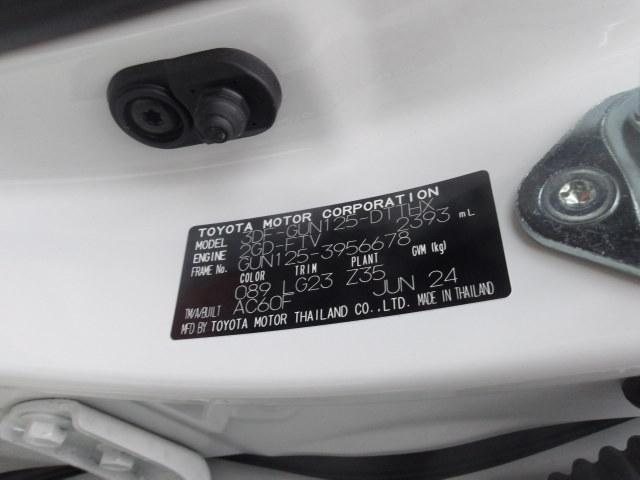 TOYOTA MOTOR CORPORATION
MODEL 3DF-GUN125-DTTHX
ENGINE 2GD-FTV 2393 mL
FRAME No. GUN125-3956678
COLOR TRIM PLANT GVM (kg)
089 LG23 Z35
TM/AV/BUILT AC60F JUN 24
MFD BY TOYOTA MOTOR THAILAND CO.,LTD. MADE IN THAILAND